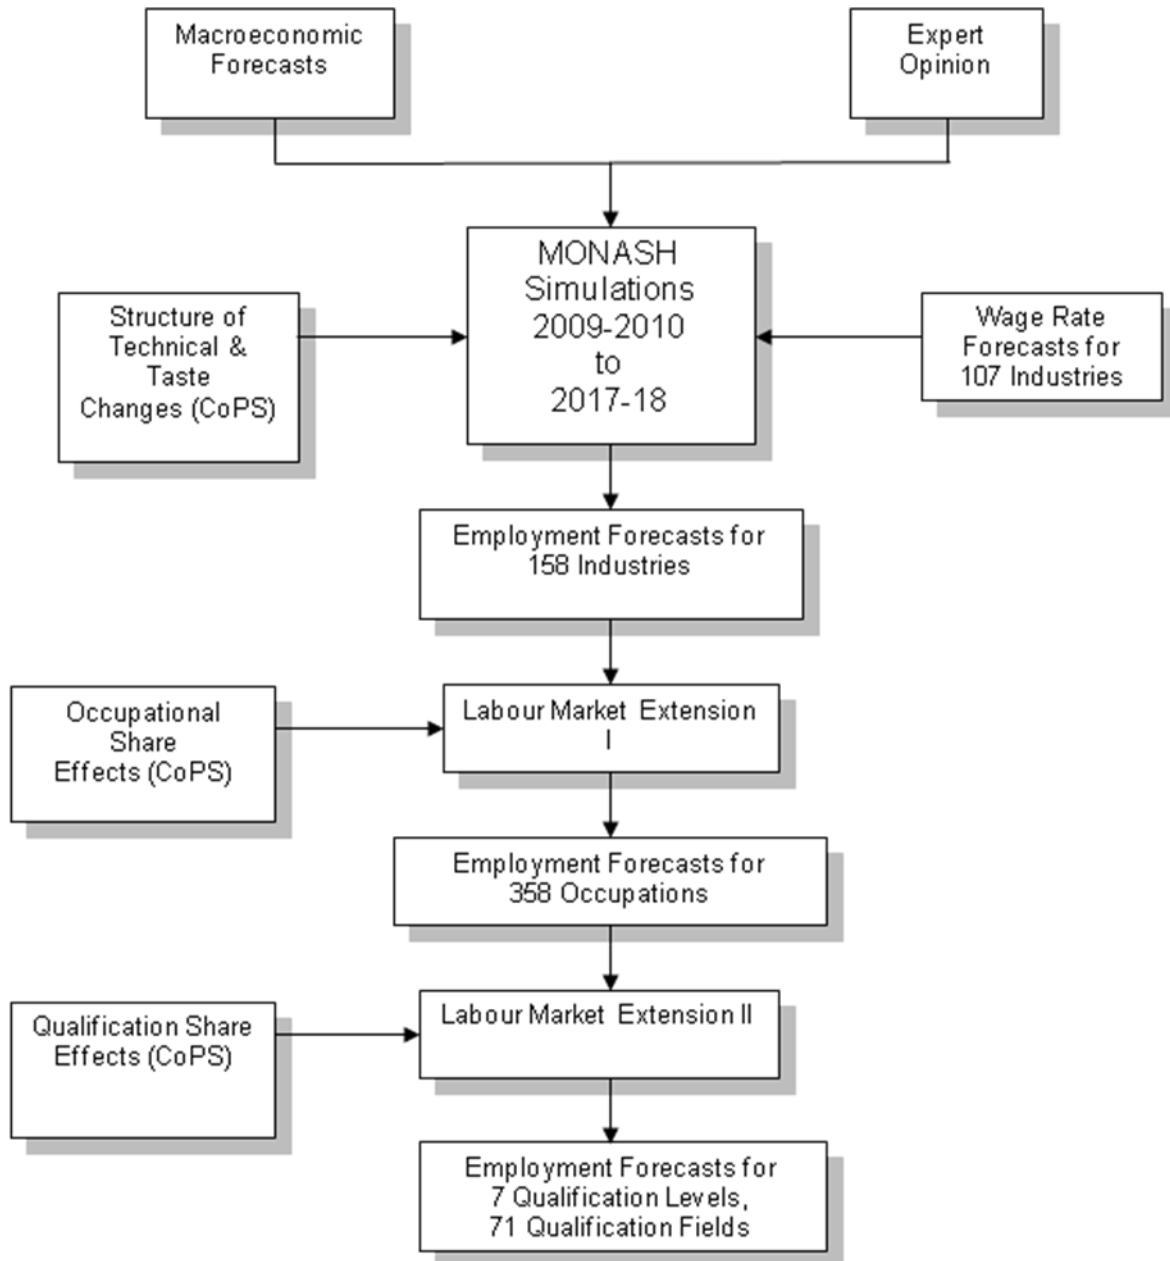 Macroeconomic
Forecasts
Expert
Opinion
MONASH
Simulations
2009-2010
to
2017-18
Structure of
Technical &
Taste
Changes (CoPS)
Wage Rate
Forecasts for
107 Industries
Employment Forecasts for
158 Industries
Occupational
Share
Effects (CoPS)
Labour Market Extension
I
Employment Forecasts for
358 Occupations
Qualification Share
Effects (CoPS)
Labour Market Extension II
Employment Forecasts for
7 Qualification Levels,
71 Qualification Fields